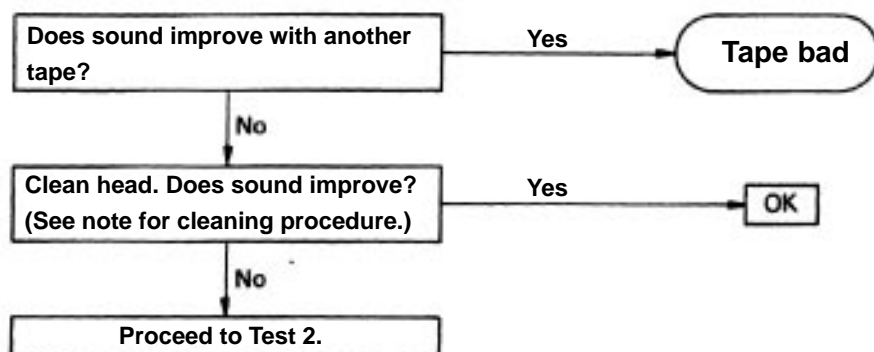 Does sound improve with another
tape?
Yes
Tape bad
No
Clean head. Does sound improve?
(See note for cleaning procedure.)
Yes
OK
No
Proceed to Test 2.